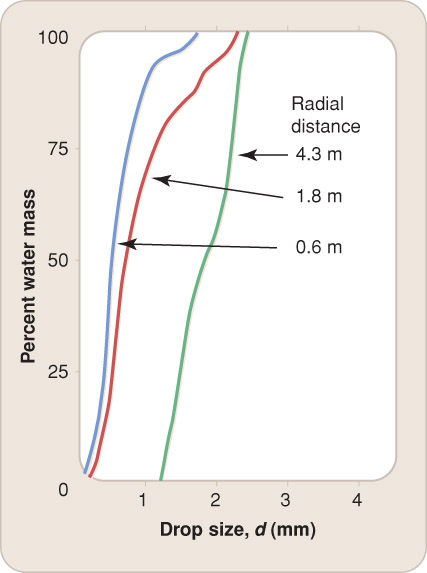 100
75
50
25
0
Percent water mass
Radial
distance
4.3 m
1.8 m
0.6 m
1 2 3 4
Drop size, d (mm)